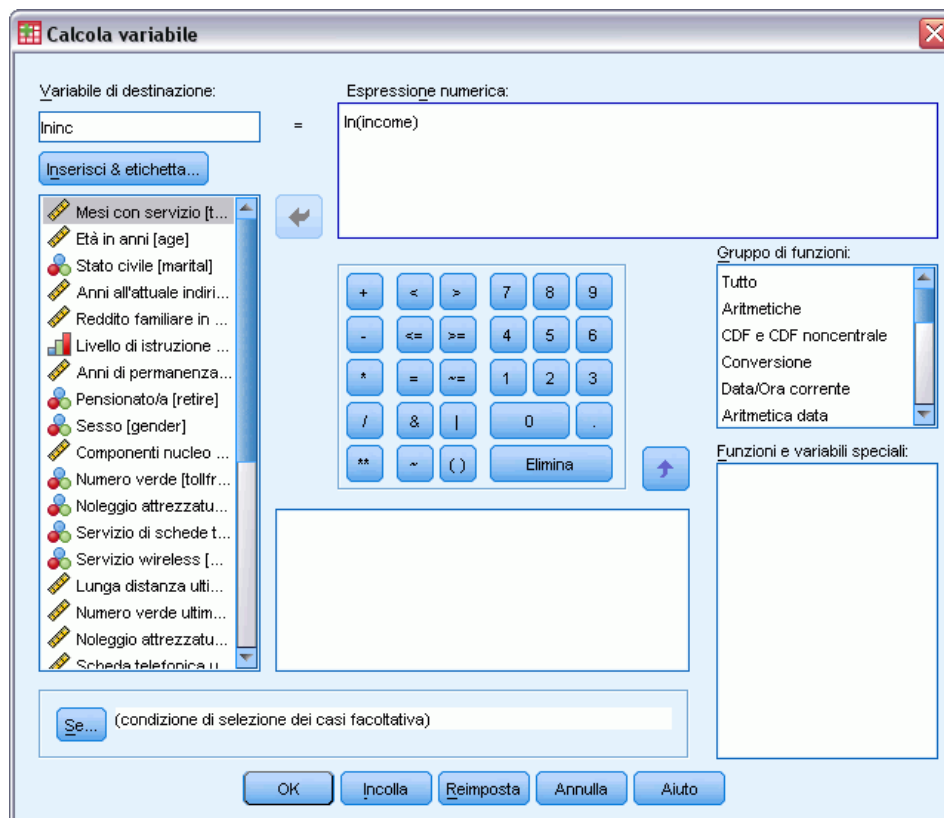 Calcola variabile
Variabile di destinazione:
lninc
=
Espressione numerica:
ln(income)
Inserisci & etichetta...
Mesi con servizio [t...
Età in anni [age]
Stato civile [marital]
Anni all'attuale indiri...
Reddito familiare in ...
Livello di istruzione ...
Anni di permanenza...
Pensionato/a [retire]
Sesso [gender]
Componenti nucleo ...
Numero verde [tollfr...
Noleggio attrezzatu...
Servizio di schede t...
Servizio wireless [...
Lunga distanza ulti...
Numero verde ultim...
Noleggio attrezzatu...
Scheda telefonica u...
+ < > 7 8 9
- <= >= 4 5 6
* = ~= 1 2 3
/ & | 0 .
** ~ ( ) Elimina
Gruppo di funzioni:
Tutto
Aritmetiche
CDF e CDF noncentrale
Conversione
Data/Ora corrente
Aritmetica data
Funzioni e variabili speciali:
Se... (condizione di selezione dei casi facoltativa)
OK Incolla Reimposta Annulla Aiuto